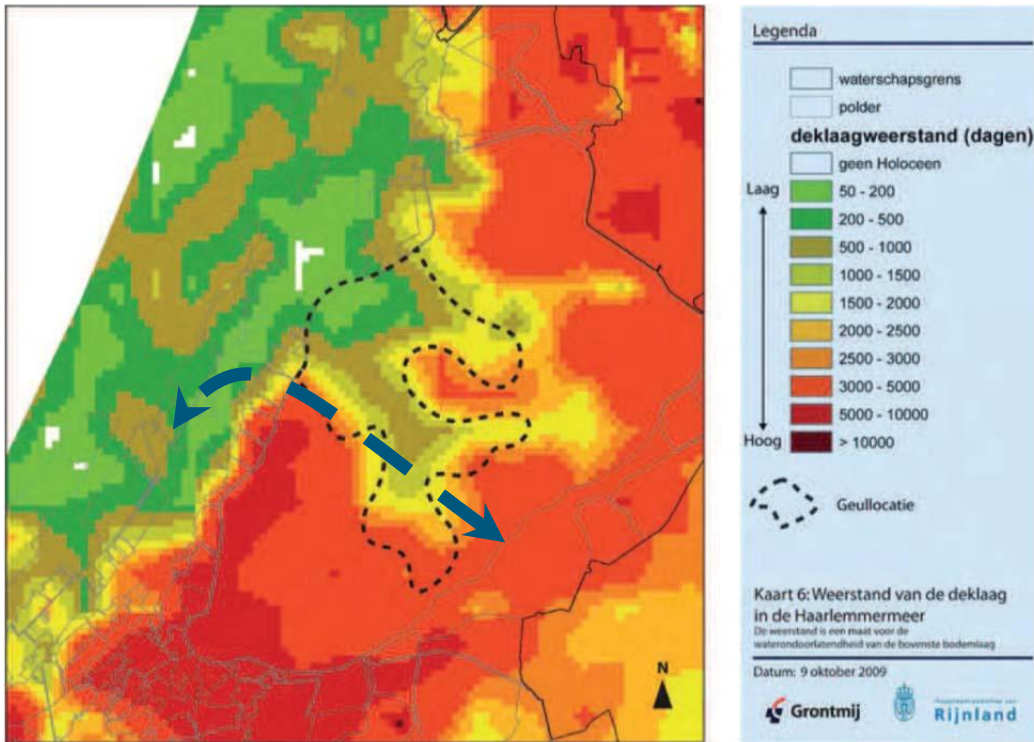 N
Legenda
waterschapsgrens
polder
deklaagweerstand (dagen)
geen Holoceen
Laag
50 - 200
200 - 500
500 - 1000
1000 - 1500
1500 - 2000
2000 - 2500
2500 - 3000
3000 - 5000
5000 - 10000
Hoog
> 10000
Geullocatie
Kaart 6: Weerstand van de deklaag
in de Haarlemmermeer
De weerstand is een maat voor de
waterondoorlatendheid van de bovenste bodemlaag
Datum: 9 oktober 2009
Grontmij
Hoogheemraadschap van
Rijnland